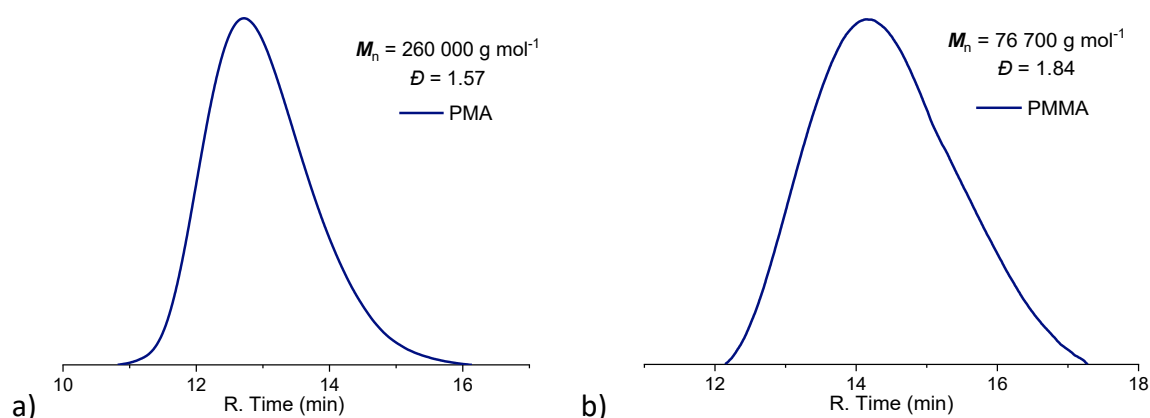 M̵n = 260 000 g mol-1
Đ = 1.57
PMA
10 12 14 16
R. Time (min)
a)
Mn = 76 700 g mol-1
Đ = 1.84
PMMA
12 14 16 18
R. Time (min)
b)